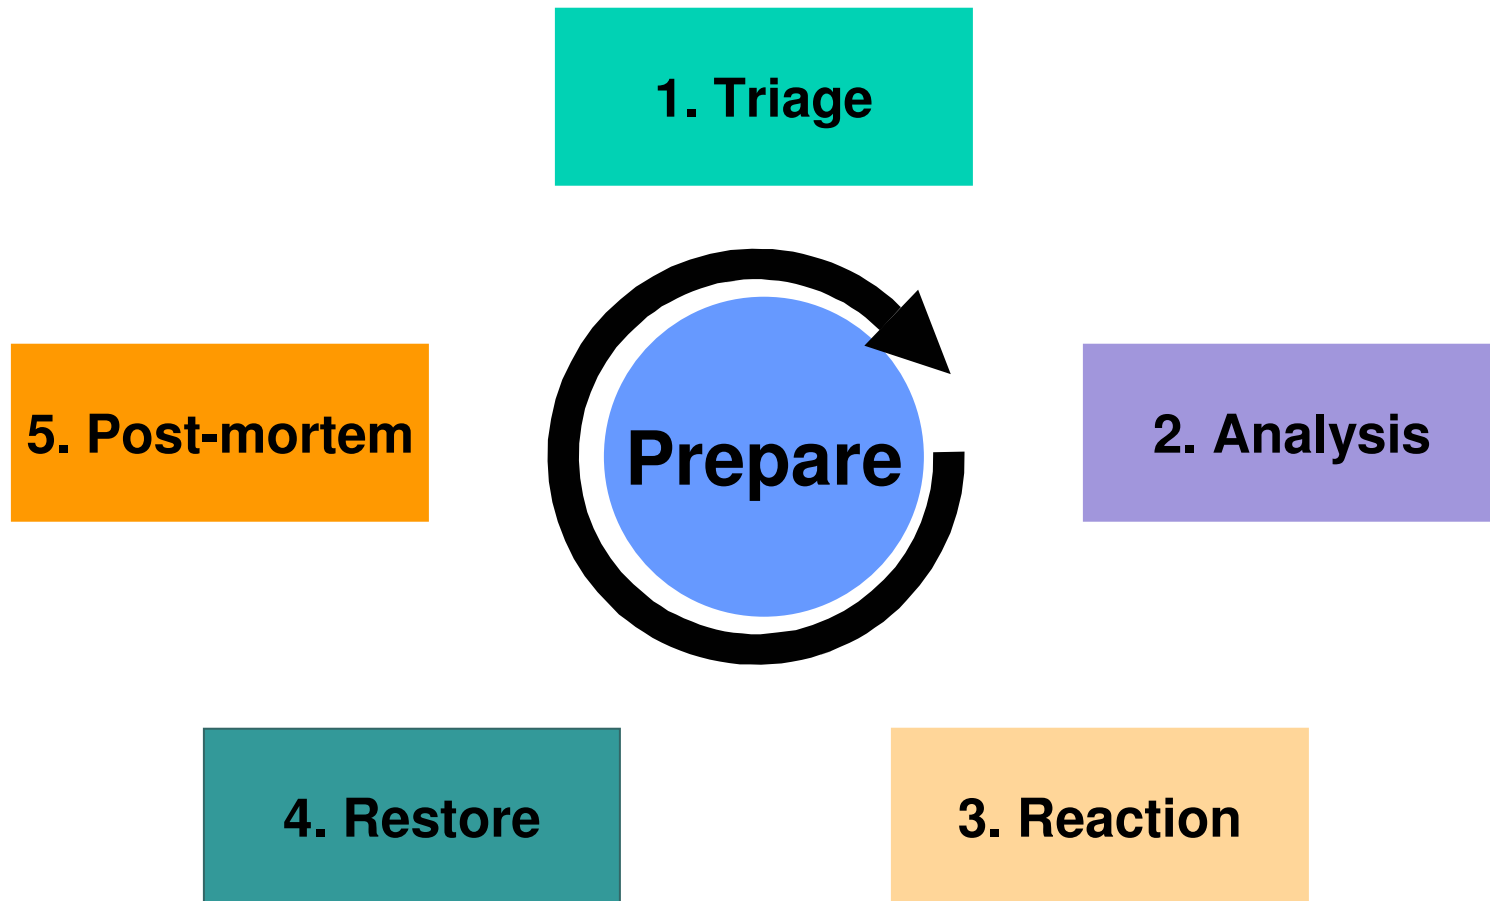 1. Triage
2. Analysis
3. Reaction
4. Restore
5. Post-mortem
Prepare